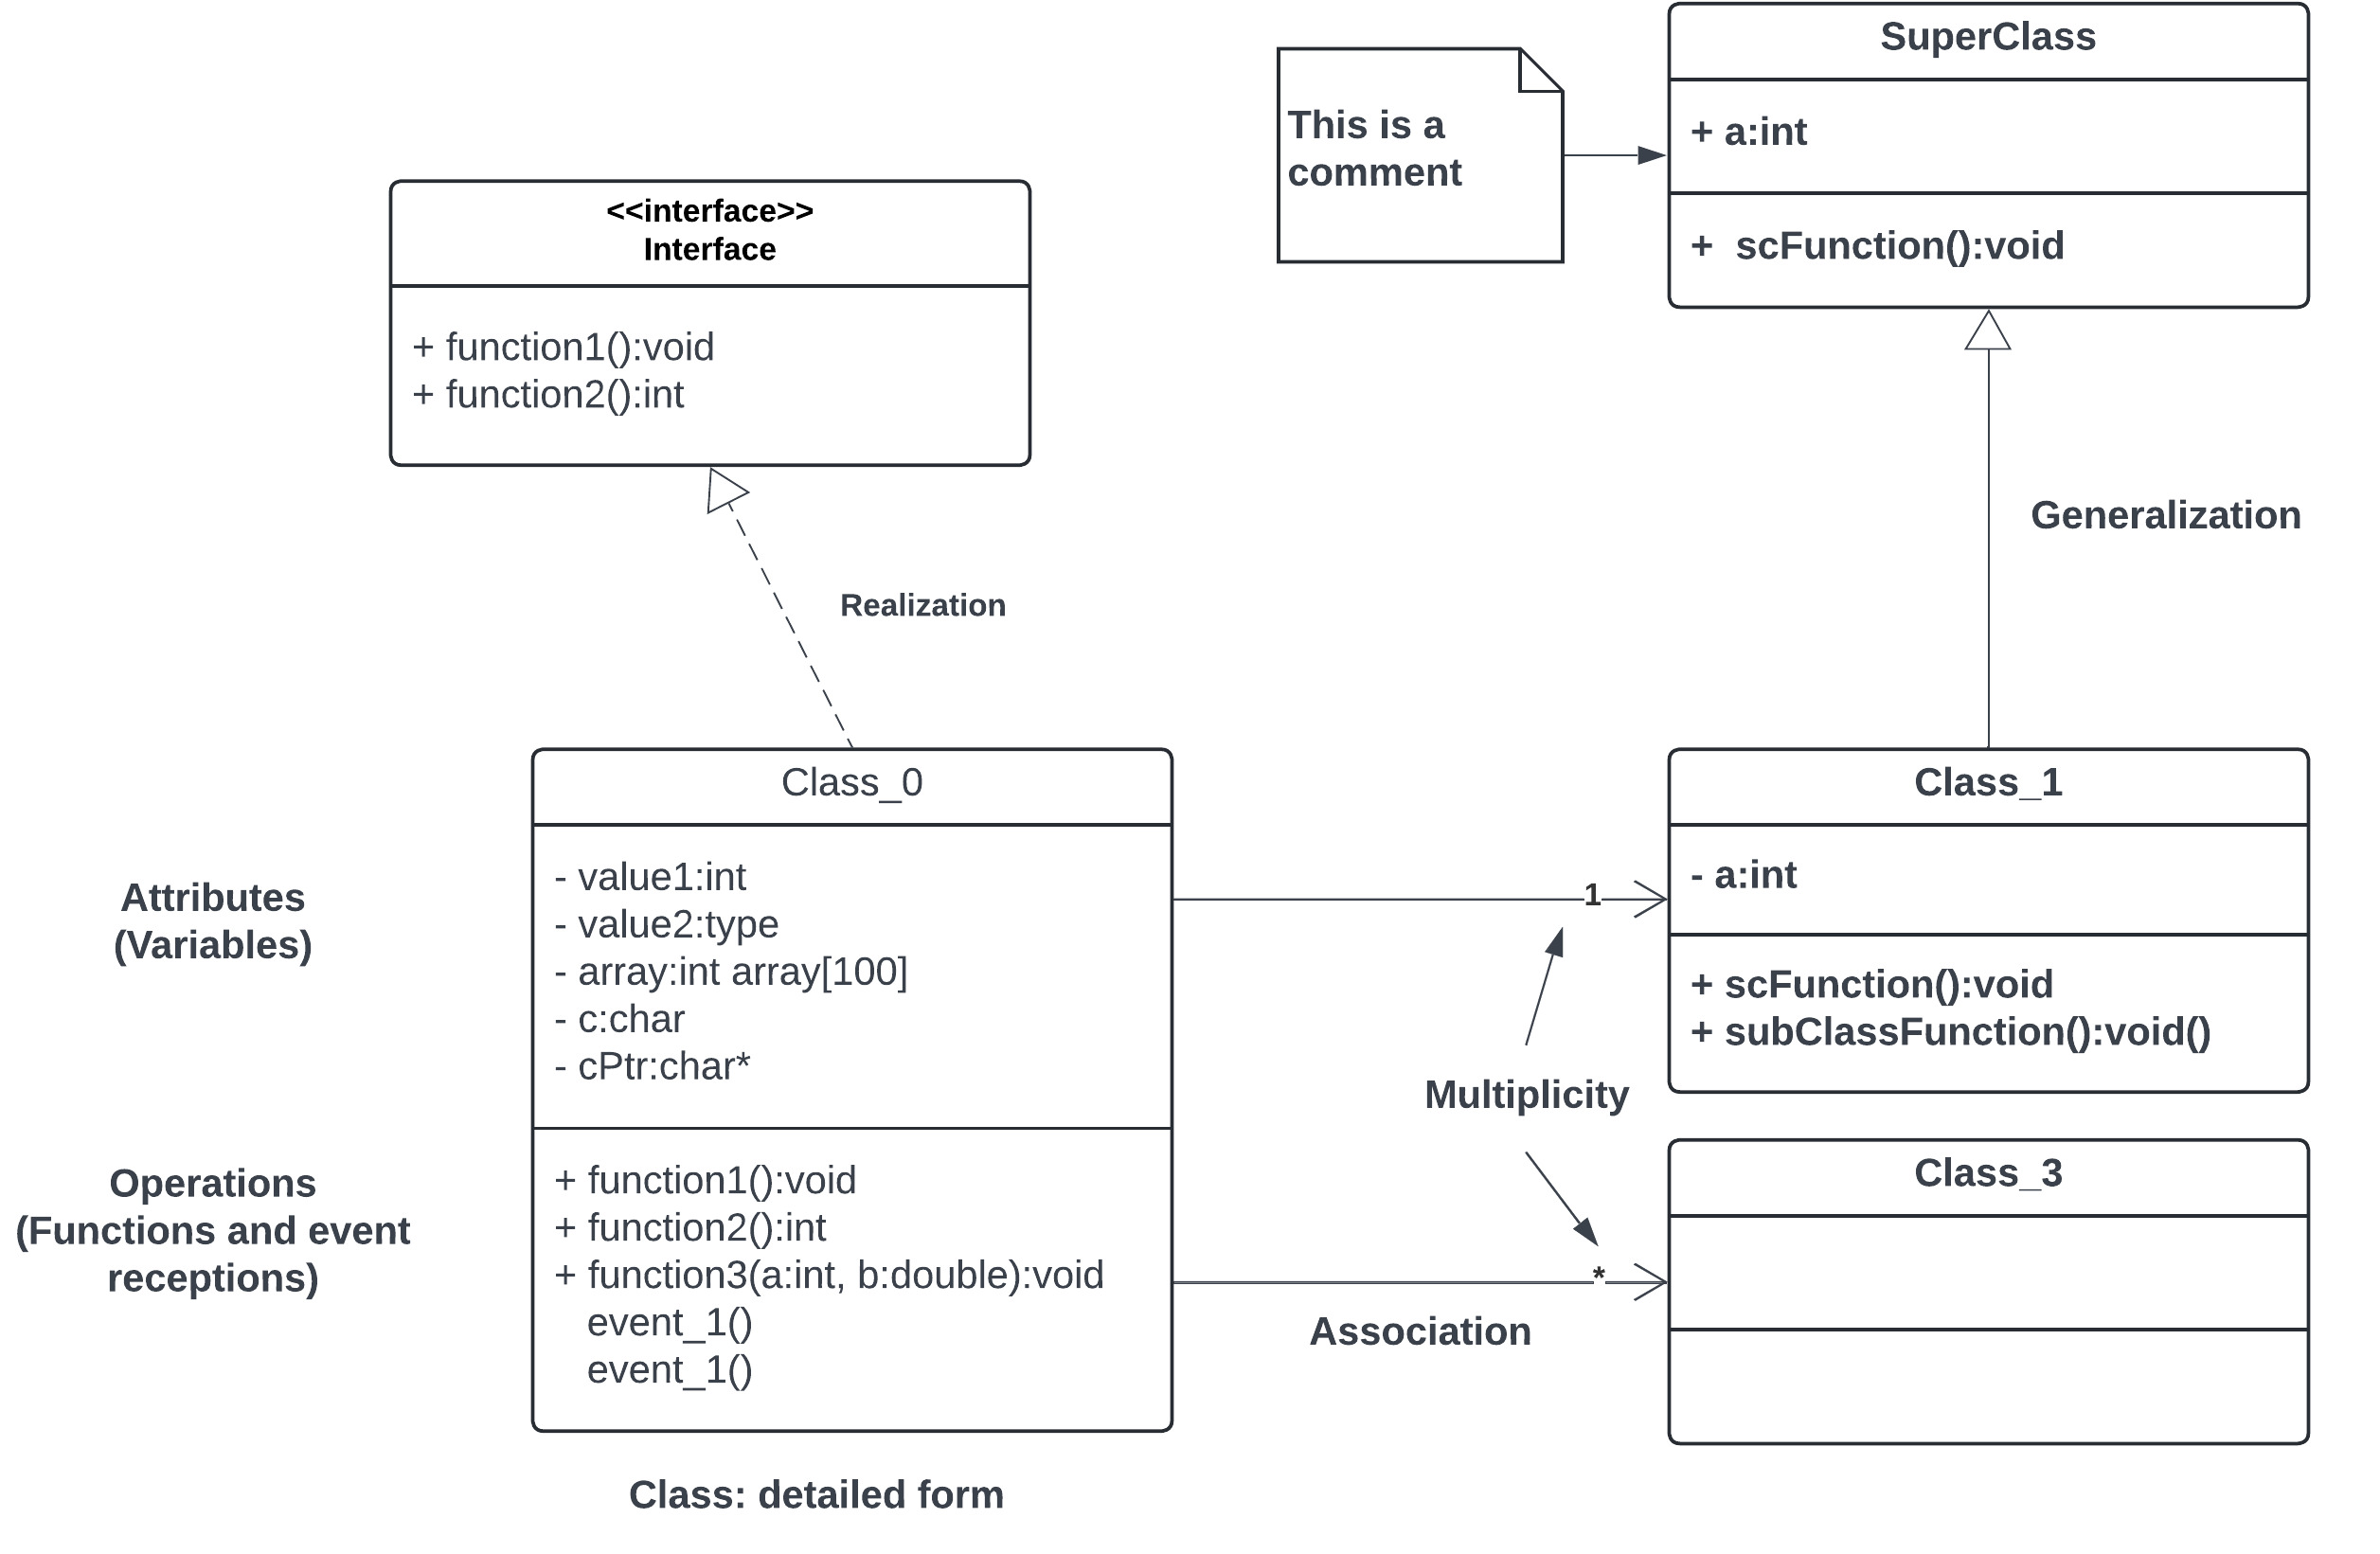 SuperClass
+ a:int
+  scFunction():void
This is a
comment
<<interface>>
Interface
+ function1():void
+ function2():int
Generalization
Realization
Class_0
- value1:int
- value2:type
- array:int array[100]
- c:char
- cPtr:char*
+ function1():void
+ function2():int
+ function3(a:int, b:double):void
event_1()
event_1()
Attributes
(Variables)
Operations
(Functions and event
receptions)
Class: detailed form
1
Multiplicity
*
Association
Class_1
- a:int
+ scFunction():void
+ subClassFunction():void()
Class_3